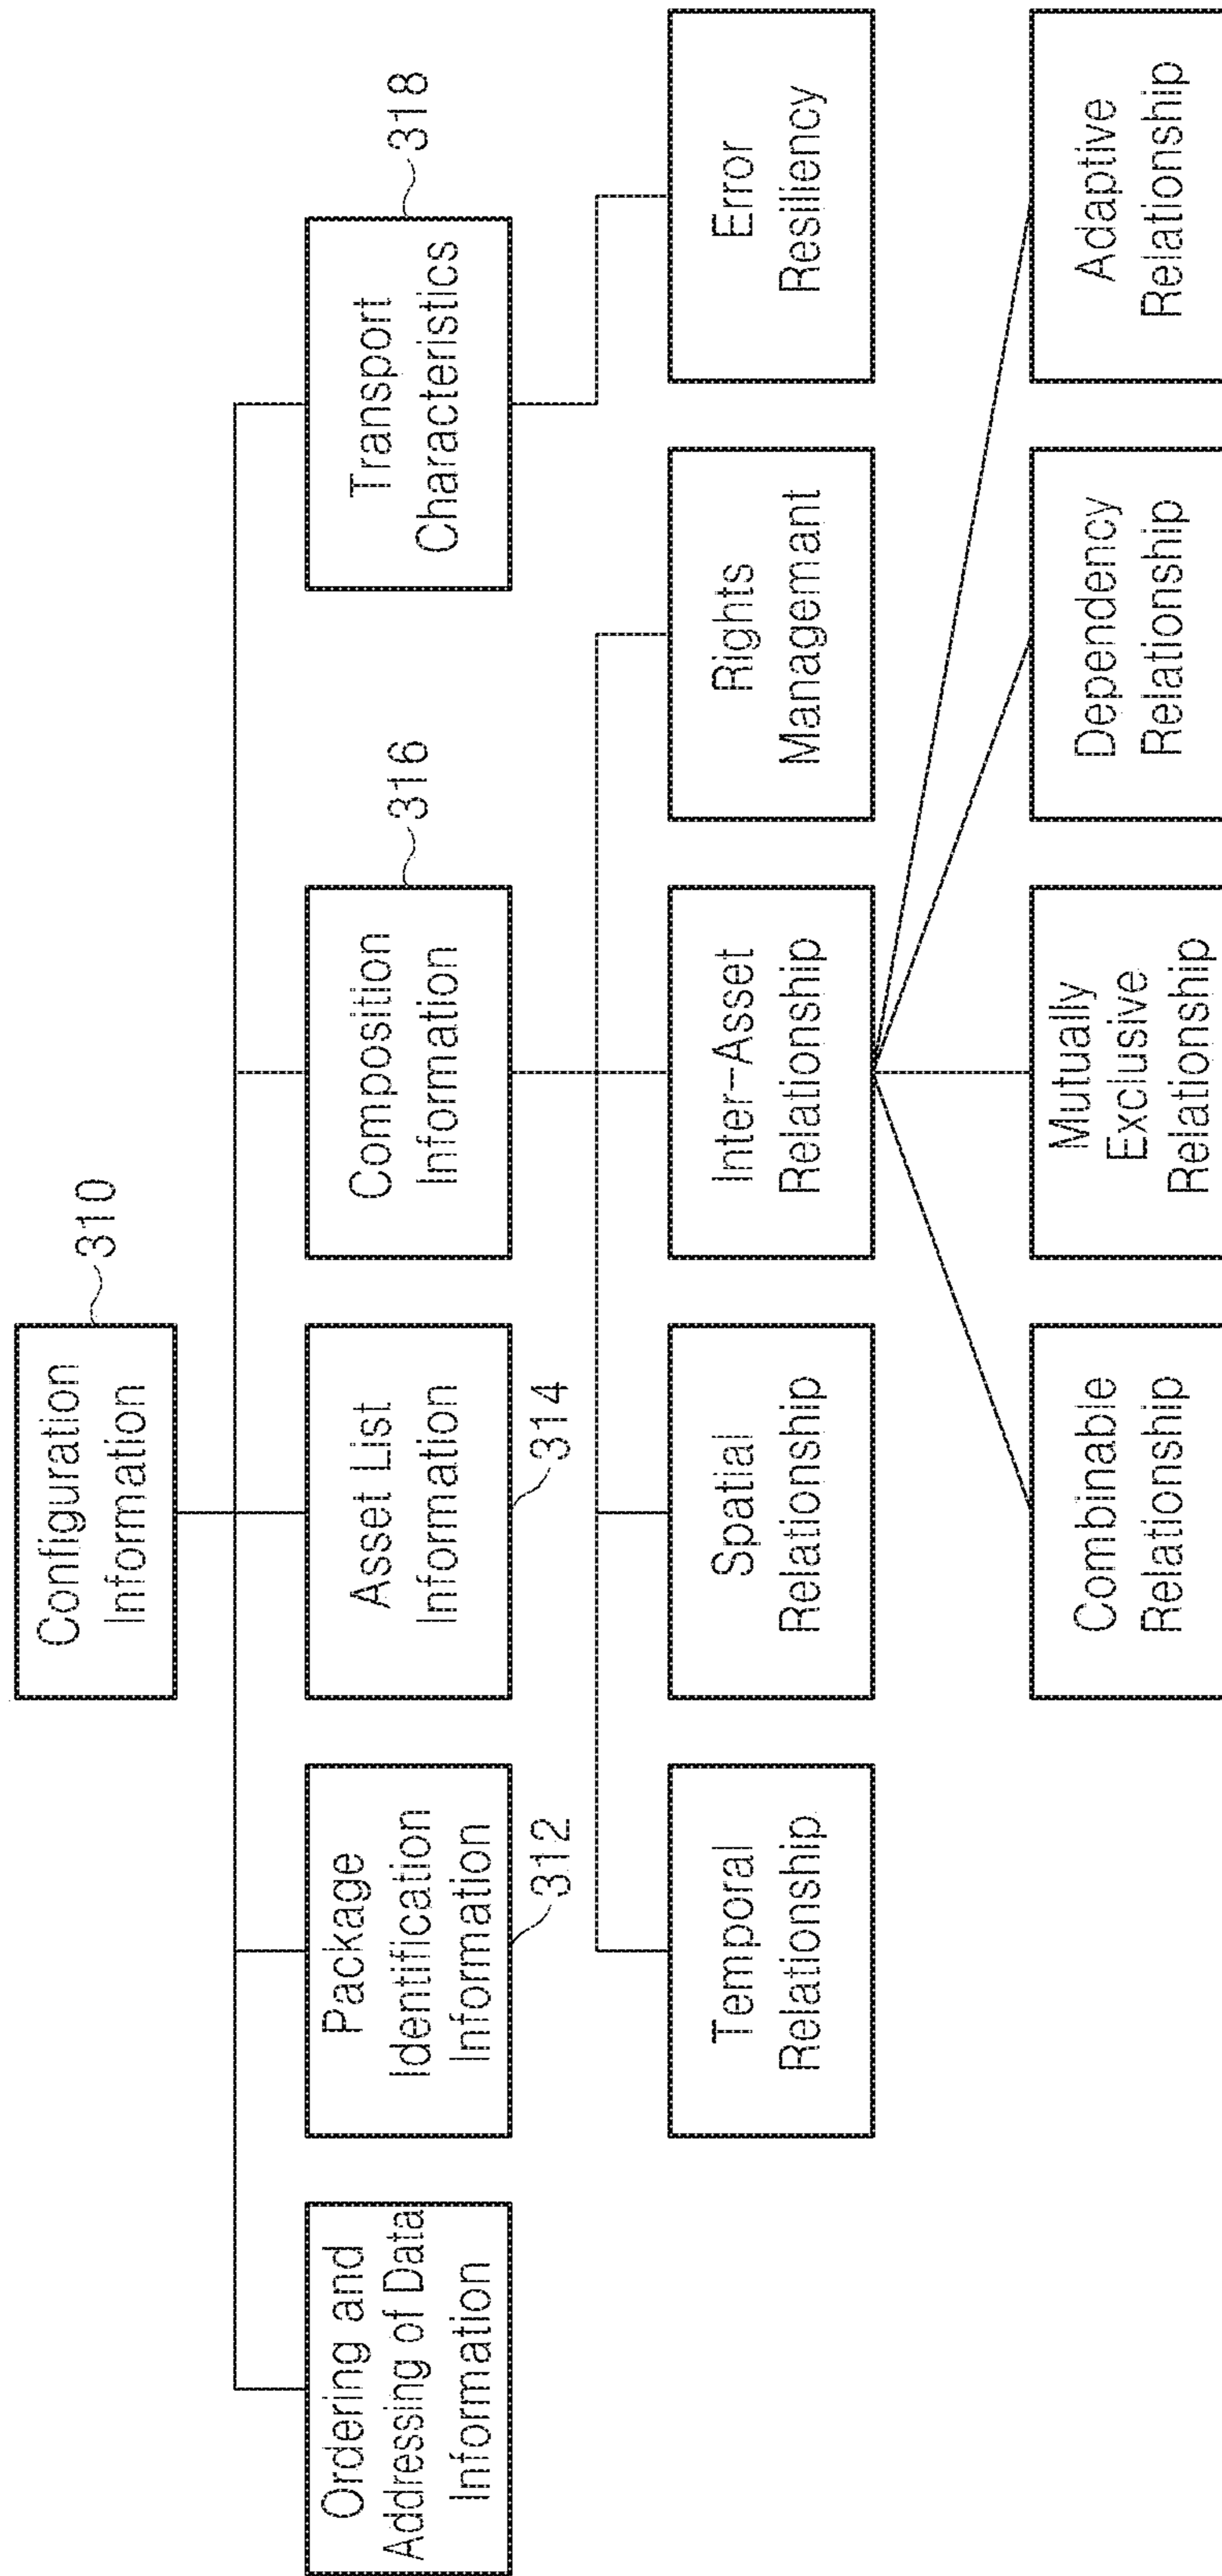 Configuration
Information
310
Ordering and
Addressing of Data
Information
Package
Identification
Information
312
Asset List
Information
314
Composition
Information
316
Transport
Characteristics
318
Temporal
Relationship
Spatial
Relationship
Inter-Asset
Relationship
Rights
Managemant
Error
Resiliency
Combinable
Relationship
Mutually
Exclusive
Relationship
Dependency
Relationship
Adaptive
Relationship